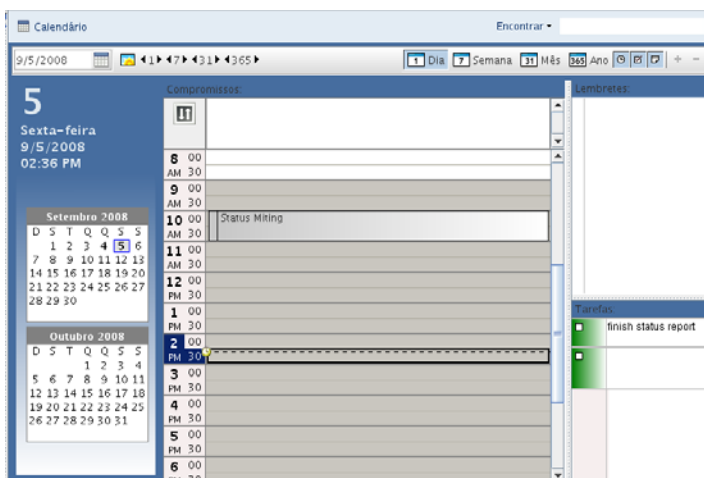 Calendário
Encontrar
9/5/2008
1 7 31 365
1 Dia 7 Semana 31 Mês 365 Ano
5
Sexta-feira
9/5/2008
02:36 PM
Setembro 2008
D S T Q Q S S
1 2 3 4 5 6
7 8 9 10 11 12 13
14 15 16 17 18 19 20
21 22 23 24 25 26 27
28 29 30
Outubro 2008
D S T Q Q S S
1 2 3 4
5 6 7 8 9 10 11
12 13 14 15 16 17 18
19 20 21 22 23 24 25
26 27 28 29 30 31
Compromissos:
8 00
AM 30
9 00
AM 30
10 00
AM 30
Status Miting
11 00
AM 30
12 00
PM 30
1 00
PM 30
2 00
PM 30
3 00
PM 30
4 00
PM 30
5 00
PM 30
6 00
PM 30
Lembretes:
Tarefas
finish status report